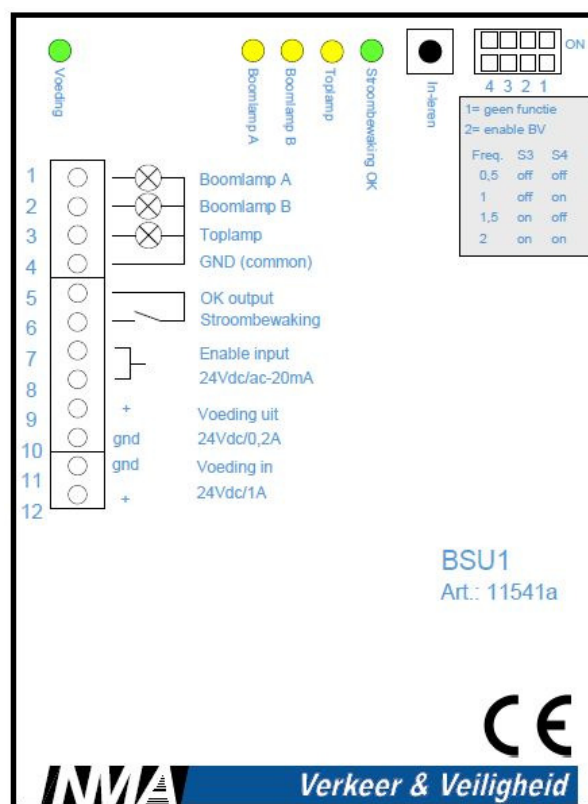 Voeding
Boomlamp A
Boomlamp B
Toplamp
Stroombewaking OK
In-leren
ON
4 3 2 1
1= geen functie
2= enable BV
Freq. S3 S4
0,5 off off
1 off on
1,5 on off
2 on on
1 Boomlamp A
2 Boomlamp B
3 Toplamp
4 GND (common)
5 OK output
6 Stroombewaking
7 Enable input
8 24Vdc/ac-20mA
9 + Voeding uit
10 gnd 24Vdc/0,2A
11 gnd Voeding in
12 + 24Vdc/1A
BSU1
Art.: 11541a
CE
NMA Verkeer & Veiligheid